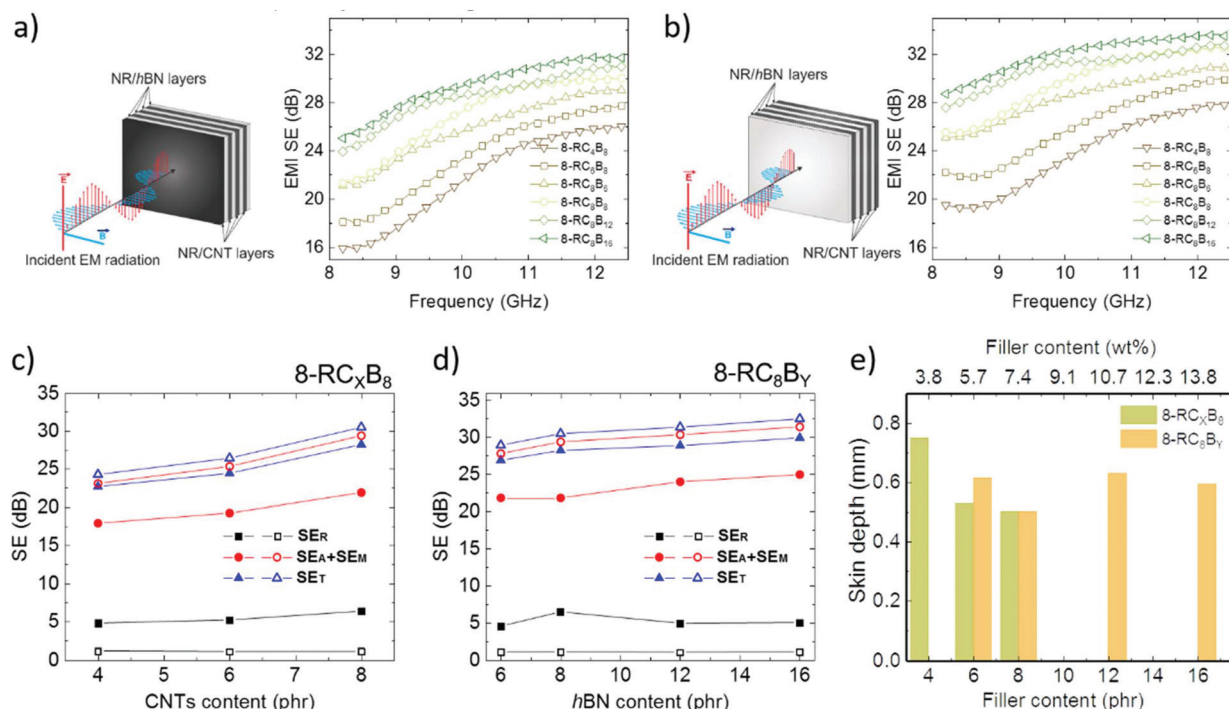 a)
NR/hBN layers
E
B
Incident EM radiation
NR/CNT layers
EMI SE (dB)
32
28
24
20
16
8 9 10 11 12
Frequency (GHz)
8-RC₄B₈
8-RC₆B₈
8-RC₈B₆
8-RC₈B₈
8-RC₈B₁₂
8-RC₈B₁₆
b)
NR/hBN layers
E
B
Incident EM radiation
NR/CNT layers
EMI SE (dB)
32
28
24
20
16
8 9 10 11 12
Frequency (GHz)
8-RC₄B₈
8-RC₆B₈
8-RC₈B₆
8-RC₈B₈
8-RC₈B₁₂
8-RC₈B₁₆
c)
8-RCXB₈
SE (dB)
35
30
25
20
15
10
5
0
SER
SEA+SEM
SET
4 5 6 7 8
CNTs content (phr)
d)
8-RC₈BY
SE (dB)
35
30
25
20
15
10
5
0
SER
SEA+SEM
SET
6 8 10 12 14 16
hBN content (phr)
e)
Filler content (wt%)
3.8 5.7 7.4 9.1 10.7 12.3 13.8
Skin depth (mm)
0.8
0.6
0.4
0.2
0.0
8-RCXB₈
8-RC₈BY
4 6 8 10 12 14 16
Filler content (phr)